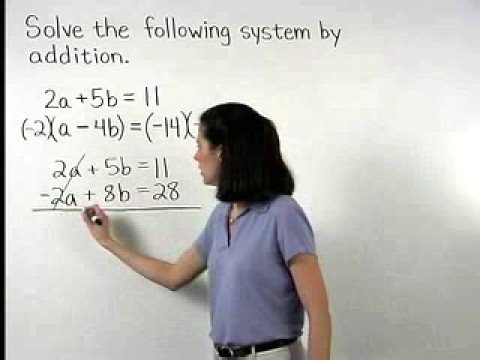 Solve the following system by
addition.
2a + 5b = 11
(-2)(a - 4b) = (-14)(
2a + 5b = 11
-2a + 8b = 28